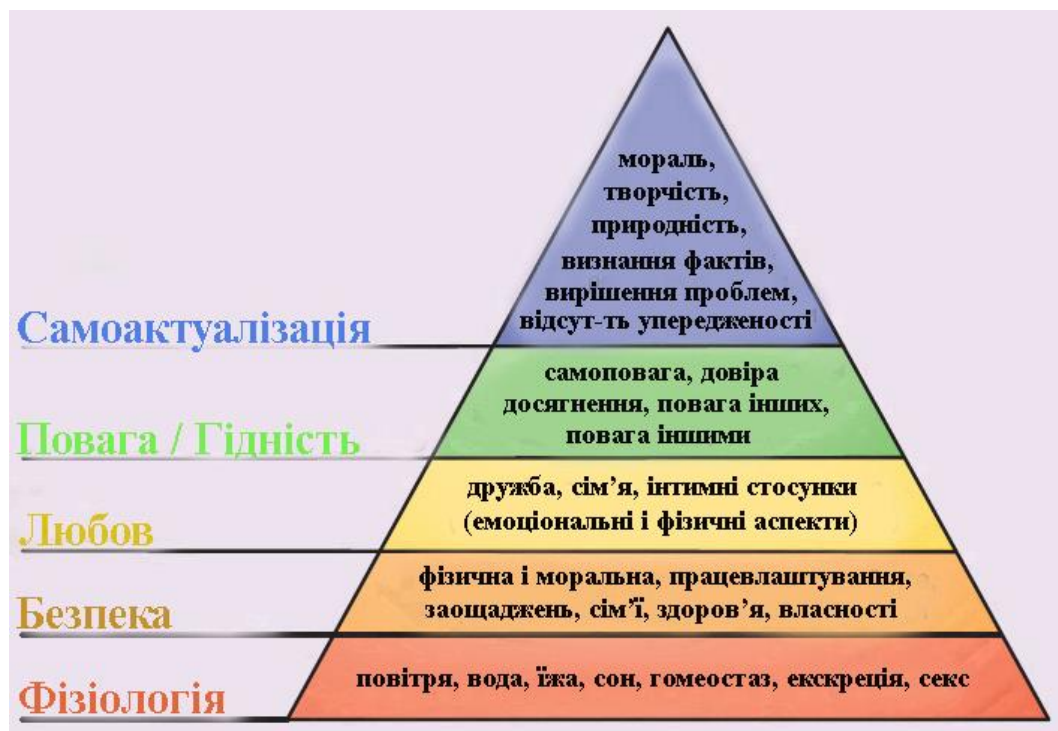 мораль,
творчість,
природність,
визнання фактів,
вирішення проблем,
відсут-ть упередженості
Самоактуалізація
самоповага, довіра
досягнення, повага інших,
повага іншими
Повага / Гідність
дружба, сім’я, інтимні стосунки
(емоціональні і фізичні аспекти)
Любов
фізична і моральна, працевлаштування,
заощаджень, сім’ї, здоров’я, власності
Безпека
повітря, вода, їжа, сон, гомеостаз, екскреція, секс
Фізіологія